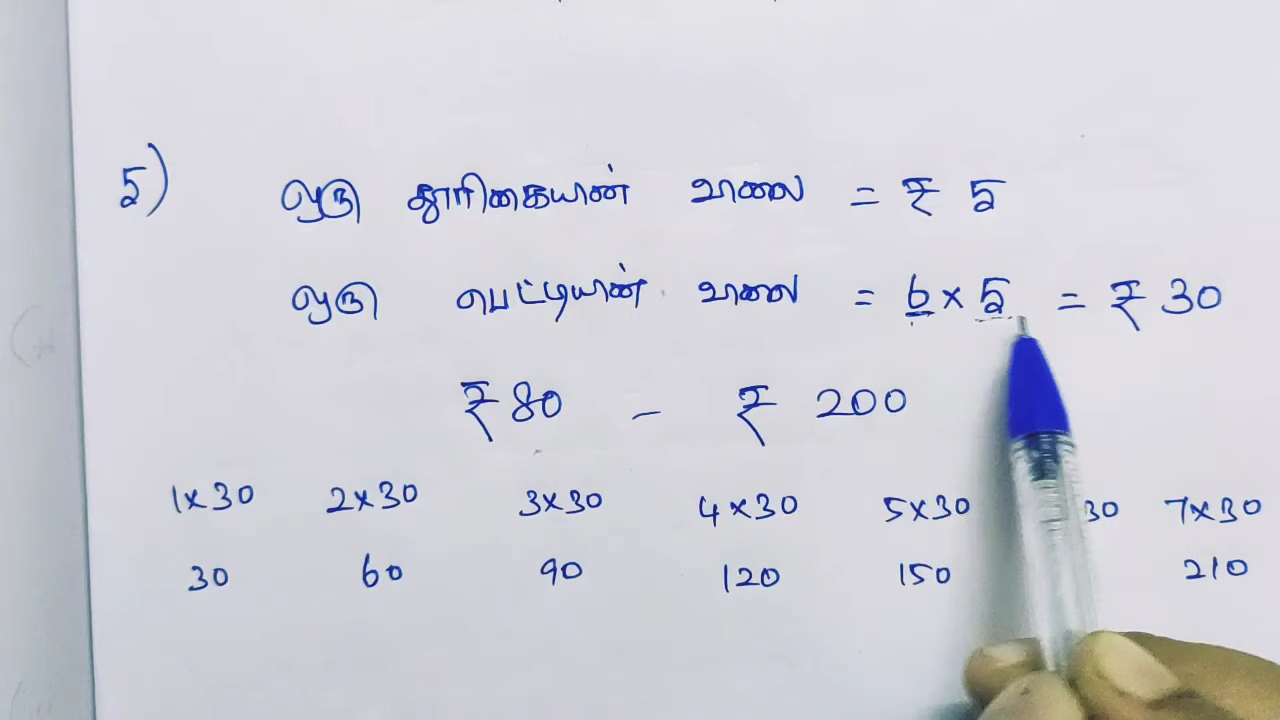 5) ஒரு தூரிகையின் விலை = ₹ 5
ஒரு பெட்டியின் விலை = 6 × 5 = ₹ 30
₹ 80 - ₹ 200
1×30 2×30 3×30 4×30 5×30 30 7×30
30 60 90 120 150 210